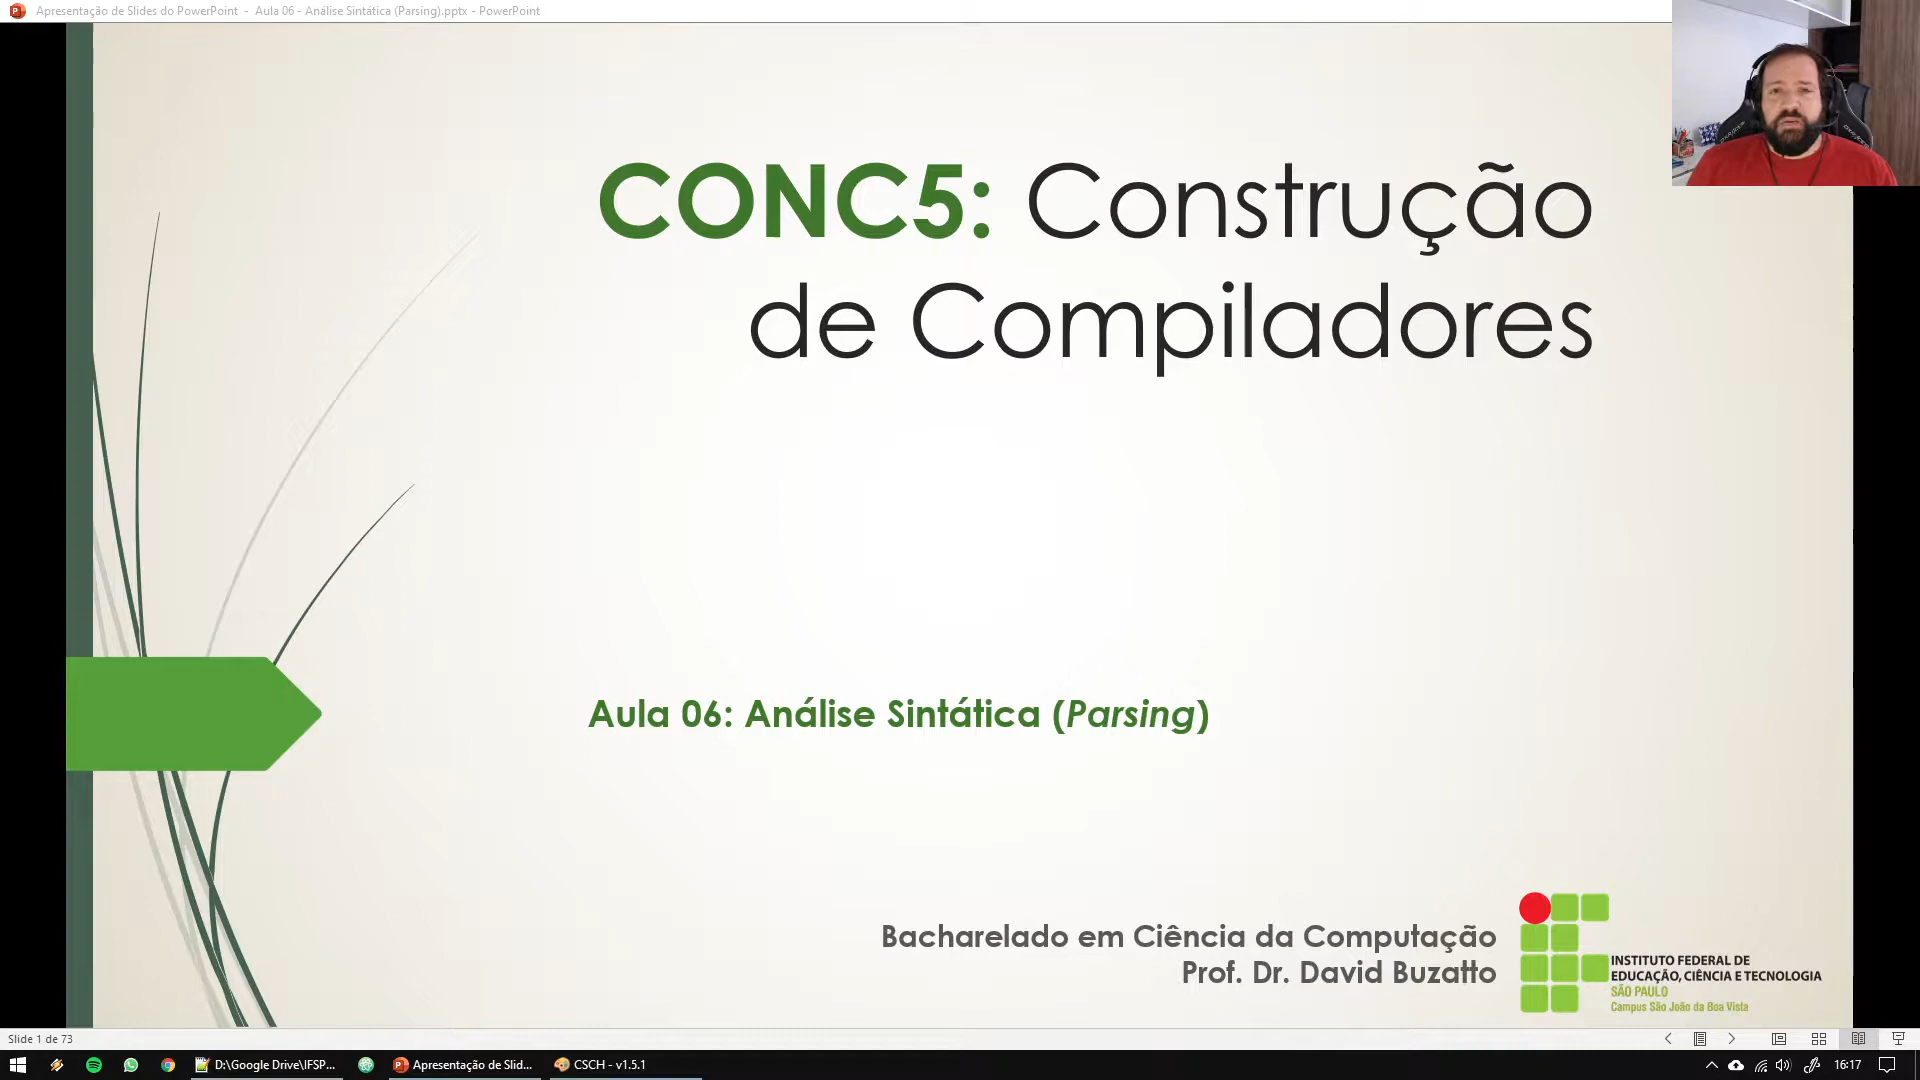 Apresentação de Slides do PowerPoint - Aula 06 - Análise Sintática (Parsing).pptx - PowerPoint
CONC5: Construção
de Compiladores
Aula 06: Análise Sintática (Parsing)
Bacharelado em Ciência da Computação
Prof. Dr. David Buzatto
INSTITUTO FEDERAL DE
EDUCAÇÃO, CIÊNCIA E TECNOLOGIA
SÃO PAULO
Campus São João da Boa Vista
Slide 1 de 73
D:\Google Drive\IFSP...
Apresentação de Slid...
CSCH - v1.5.1
16:17